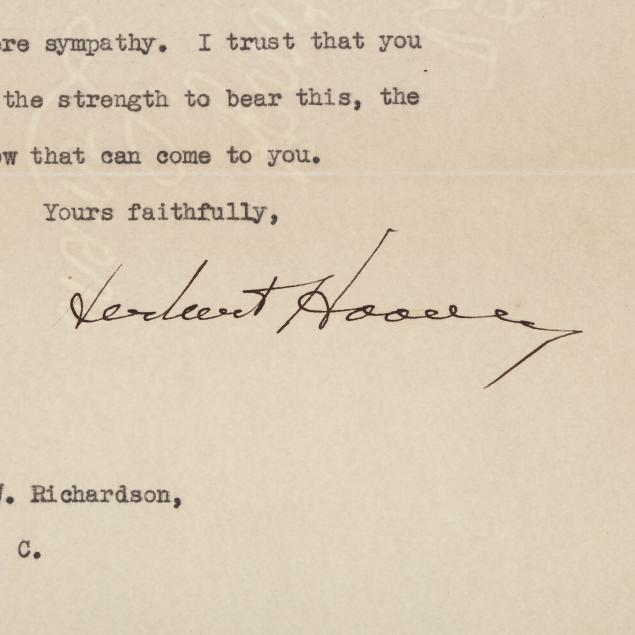 ere sympathy. I trust that you
the strength to bear this, the
ow that can come to you.
Yours faithfully,
Herbert Hoover
W. Richardson,
C.